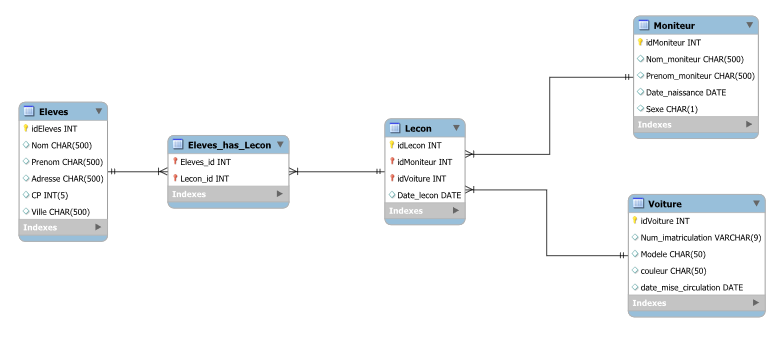 Eleves
idEleves INT
Nom CHAR(500)
Prenom CHAR(500)
Adresse CHAR(500)
CP INT(5)
Ville CHAR(500)
Indexes
Eleves_has_Lecon
Eleves_id INT
Lecon_id INT
Indexes
Lecon
idLecon INT
idMoniteur INT
idVoiture INT
Date_lecon DATE
Indexes
Moniteur
idMoniteur INT
Nom_moniteur CHAR(500)
Prenom_moniteur CHAR(500)
Date_naissance DATE
Sexe CHAR(1)
Indexes
Voiture
idVoiture INT
Num_imatriculation VARCHAR(9)
Modele CHAR(50)
couleur CHAR(50)
date_mise_circulation DATE
Indexes